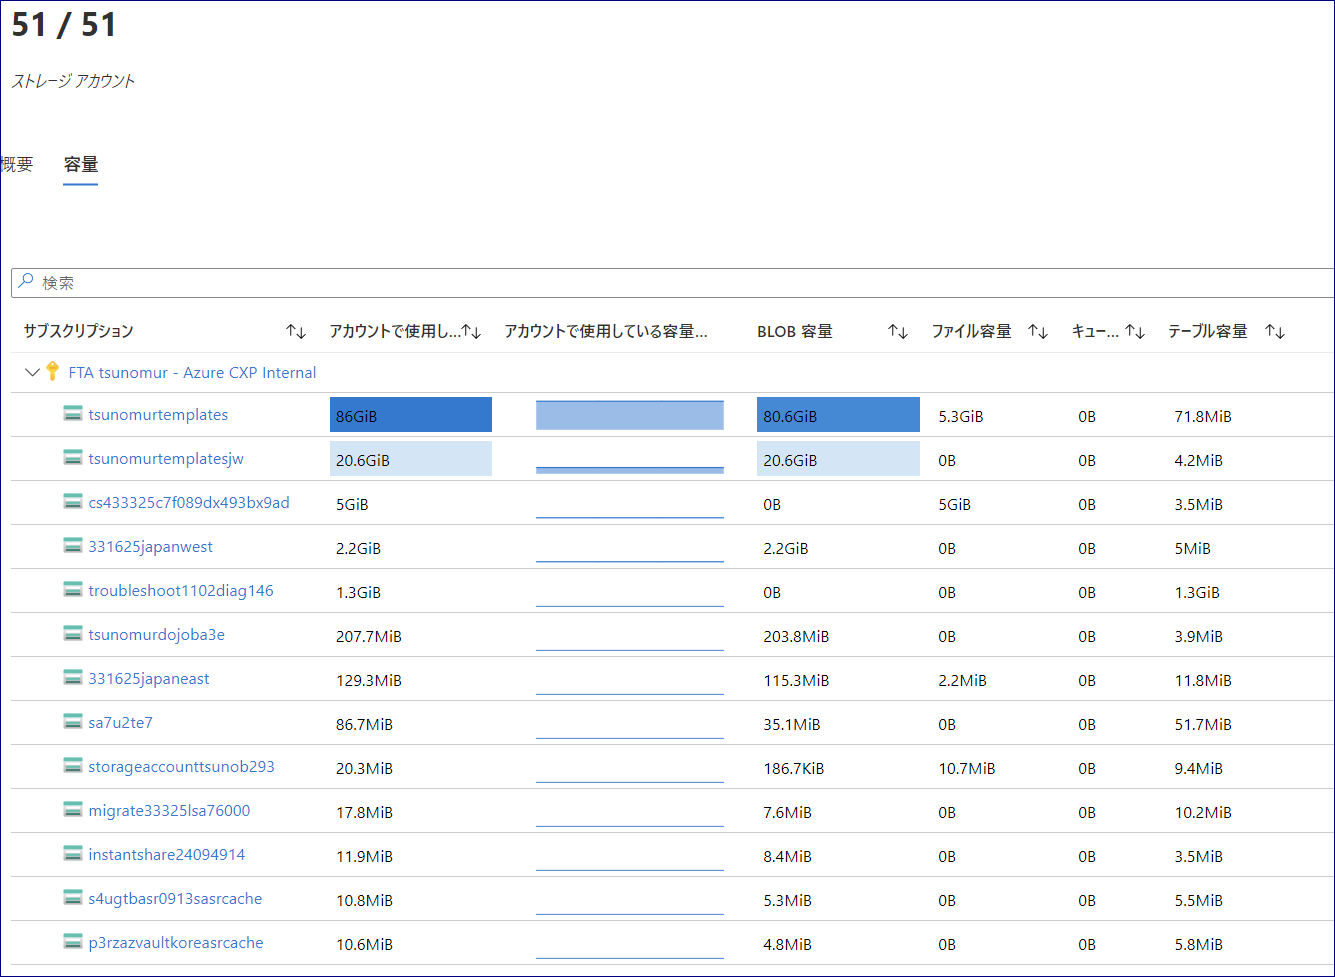 51 / 51
ストレージ アカウント
概要 容量
検索
サブスクリプション ↑↓ アカウントで使用し...↑↓ アカウントで使用している容量... BLOB 容量 ↑↓ ファイル容量 ↑↓ キュー... ↑↓ テーブル容量 ↑↓
FTA tsunomur - Azure CXP Internal
tsunomurtemplates 86GiB 80.6GiB 5.3GiB 0B 71.8MiB
tsunomurtemplatesjw 20.6GiB 20.6GiB 0B 0B 4.2MiB
cs433325c7f089dx493bx9ad 5GiB 0B 5GiB 0B 3.5MiB
331625japanwest 2.2GiB 2.2GiB 0B 0B 5MiB
troubleshoot1102diag146 1.3GiB 0B 0B 0B 1.3GiB
tsunomurdojoba3e 207.7MiB 203.8MiB 0B 0B 3.9MiB
331625japaneast 129.3MiB 115.3MiB 2.2MiB 0B 11.8MiB
sa7u2te7 86.7MiB 35.1MiB 0B 0B 51.7MiB
storageaccounttsunob293 20.3MiB 186.7KiB 10.7MiB 0B 9.4MiB
migrate33325lsa76000 17.8MiB 7.6MiB 0B 0B 10.2MiB
instantshare24094914 11.9MiB 8.4MiB 0B 0B 3.5MiB
s4ugtbasr0913sasrcache 10.8MiB 5.3MiB 0B 0B 5.5MiB
p3rzazvaultkoreasrcache 10.6MiB 4.8MiB 0B 0B 5.8MiB